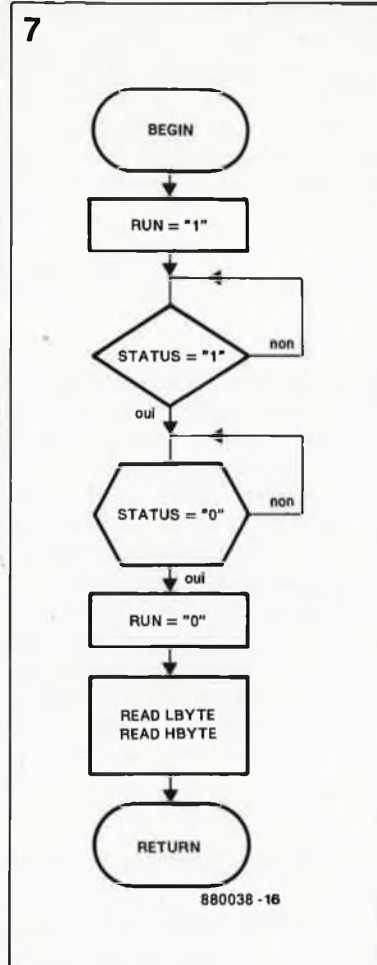 7
BEGIN
RUN = "1"
STATUS = "1"
non
oui
STATUS = "0"
non
oui
RUN = "0"
READ LBYTE
READ HBYTE
RETURN
880038 - 16